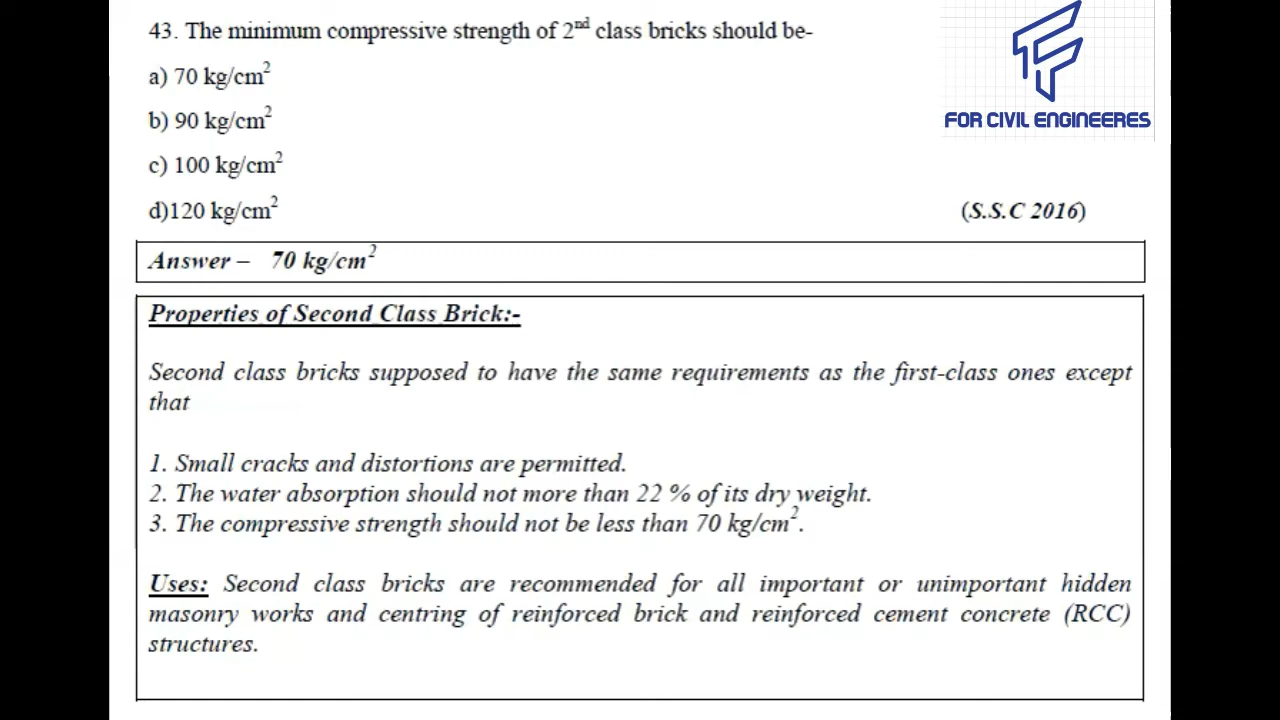 43. The minimum compressive strength of 2nd class bricks should be-
a) 70 kg/cm2
b) 90 kg/cm2
c) 100 kg/cm2
d)120 kg/cm2
(S.S.C 2016)
FOR CIVIL ENGINEERES
Answer – 70 kg/cm2
Properties of Second Class Brick:-
Second class bricks supposed to have the same requirements as the first-class ones except
that
1. Small cracks and distortions are permitted.
2. The water absorption should not more than 22 % of its dry weight.
3. The compressive strength should not be less than 70 kg/cm2.
Uses: Second class bricks are recommended for all important or unimportant hidden
masonry works and centring of reinforced brick and reinforced cement concrete (RCC)
structures.